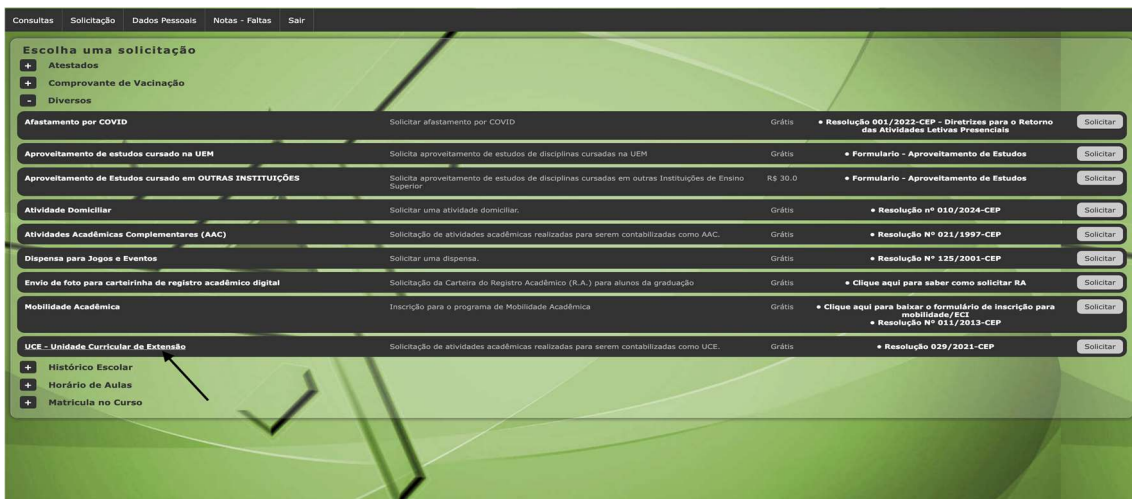 Consultas Solicitação Dados Pessoais Notas - Faltas Sair
Escolha uma solicitação
+ Atestados
+ Comprovante de Vacinação
- Diversos
Afastamento por COVID Solicitar afastamento por COVID Grátis • Resolução 001/2022-CEP - Diretrizes para o Retorno das Atividades Letivas Presenciais Solicitar
Aproveitamento de estudos cursado na UEM Solicita aproveitamento de estudos de disciplinas cursadas na UEM Grátis • Formulario - Aproveitamento de Estudos Solicitar
Aproveitamento de Estudos cursado em OUTRAS INSTITUIÇÕES Solicita aproveitamento de estudos de disciplinas cursadas em outras Instituições de Ensino Superior R$ 30.0 • Formulario - Aproveitamento de Estudos Solicitar
Atividade Domiciliar Solicitar uma atividade domiciliar. Grátis • Resolução nº 010/2024-CEP Solicitar
Atividades Acadêmicas Complementares (AAC) Solicitação de atividades acadêmicas realizadas para serem contabilizadas como AAC. Grátis • Resolução Nº 021/1997-CEP Solicitar
Dispensa para Jogos e Eventos Solicitar uma dispensa. Grátis • Resolução Nº 125/2001-CEP Solicitar
Envio de foto para carteirinha de registro acadêmico digital Solicitação da Carteira do Registro Acadêmico (R.A.) para alunos da graduação Grátis • Clique aqui para saber como solicitar RA Solicitar
Mobilidade Acadêmica Inscrição para o programa de Mobilidade Acadêmica Grátis • Clique aqui para baixar o formulário de inscrição para mobilidade/ECI
• Resolução Nº 011/2013-CEP Solicitar
UCE - Unidade Curricular de Extensão Solicitação de atividades acadêmicas realizadas para serem contabilizadas como UCE. Grátis • Resolução 029/2021-CEP Solicitar
+ Histórico Escolar
+ Horário de Aulas
+ Matricula no Curso